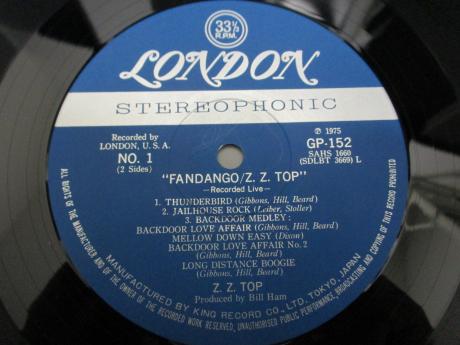 33⅓
R.P.M.
LONDON
STEREOPHONIC
Recorded by
LONDON, U. S. A.
NO. 1
(2 Sides)
℗ 1975
GP-152
SAHS 1660
(SDLBT 3669) L
"FANDANGO/Z. Z. TOP"
—Recorded Live—
1. THUNDERBIRD (Gibbons, Hill, Beard)
2. JAILHOUSE ROCK (Leiber, Stoller)
3. BACKDOOR MEDLEY:
BACKDOOR LOVE AFFAIR (Gibbons, Hill, Beard)
MELLOW DOWN EASY (Dixon)
BACKDOOR LOVE AFFAIR No. 2
(Gibbons, Hill, Beard)
LONG DISTANCE BOOGIE
(Gibbons, Hill, Beard)
Z. Z. TOP
Produced by Bill Ham
MANUFACTURED BY KING RECORD CO., LTD, TOKYO, JAPAN
ALL RIGHTS OF THE MANUFACTURER AND OF THE OWNER OF THE RECORDED WORK RESERVED, UNAUTHORISED PUBLIC PERFORMANCE, BROADCASTING AND COPYING OF THIS RECORD PROHIBITED